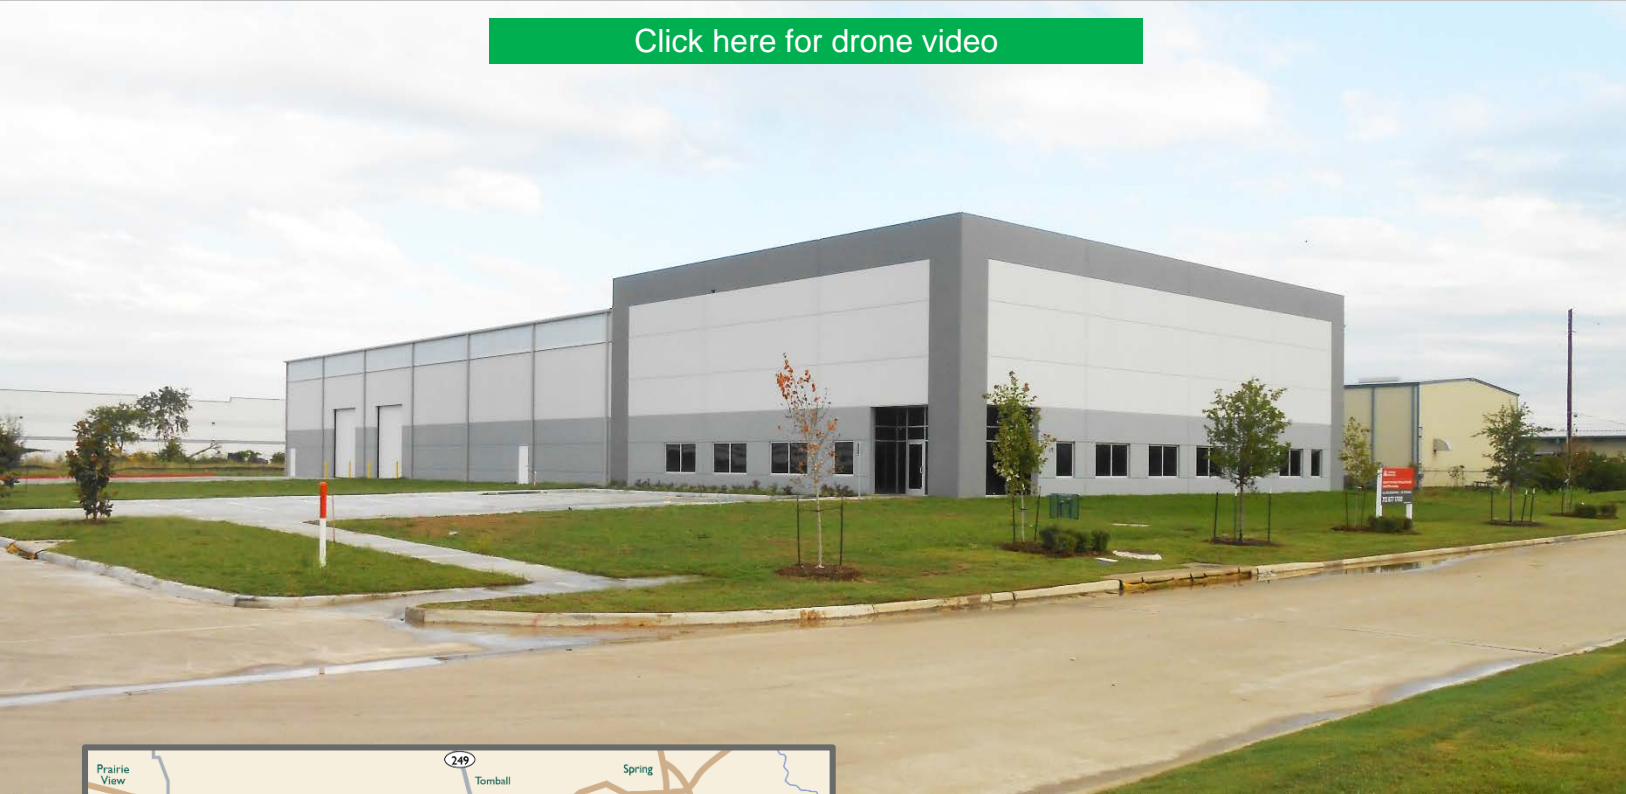 Click here for drone video
Prairie
View
249
Tomball
Spring